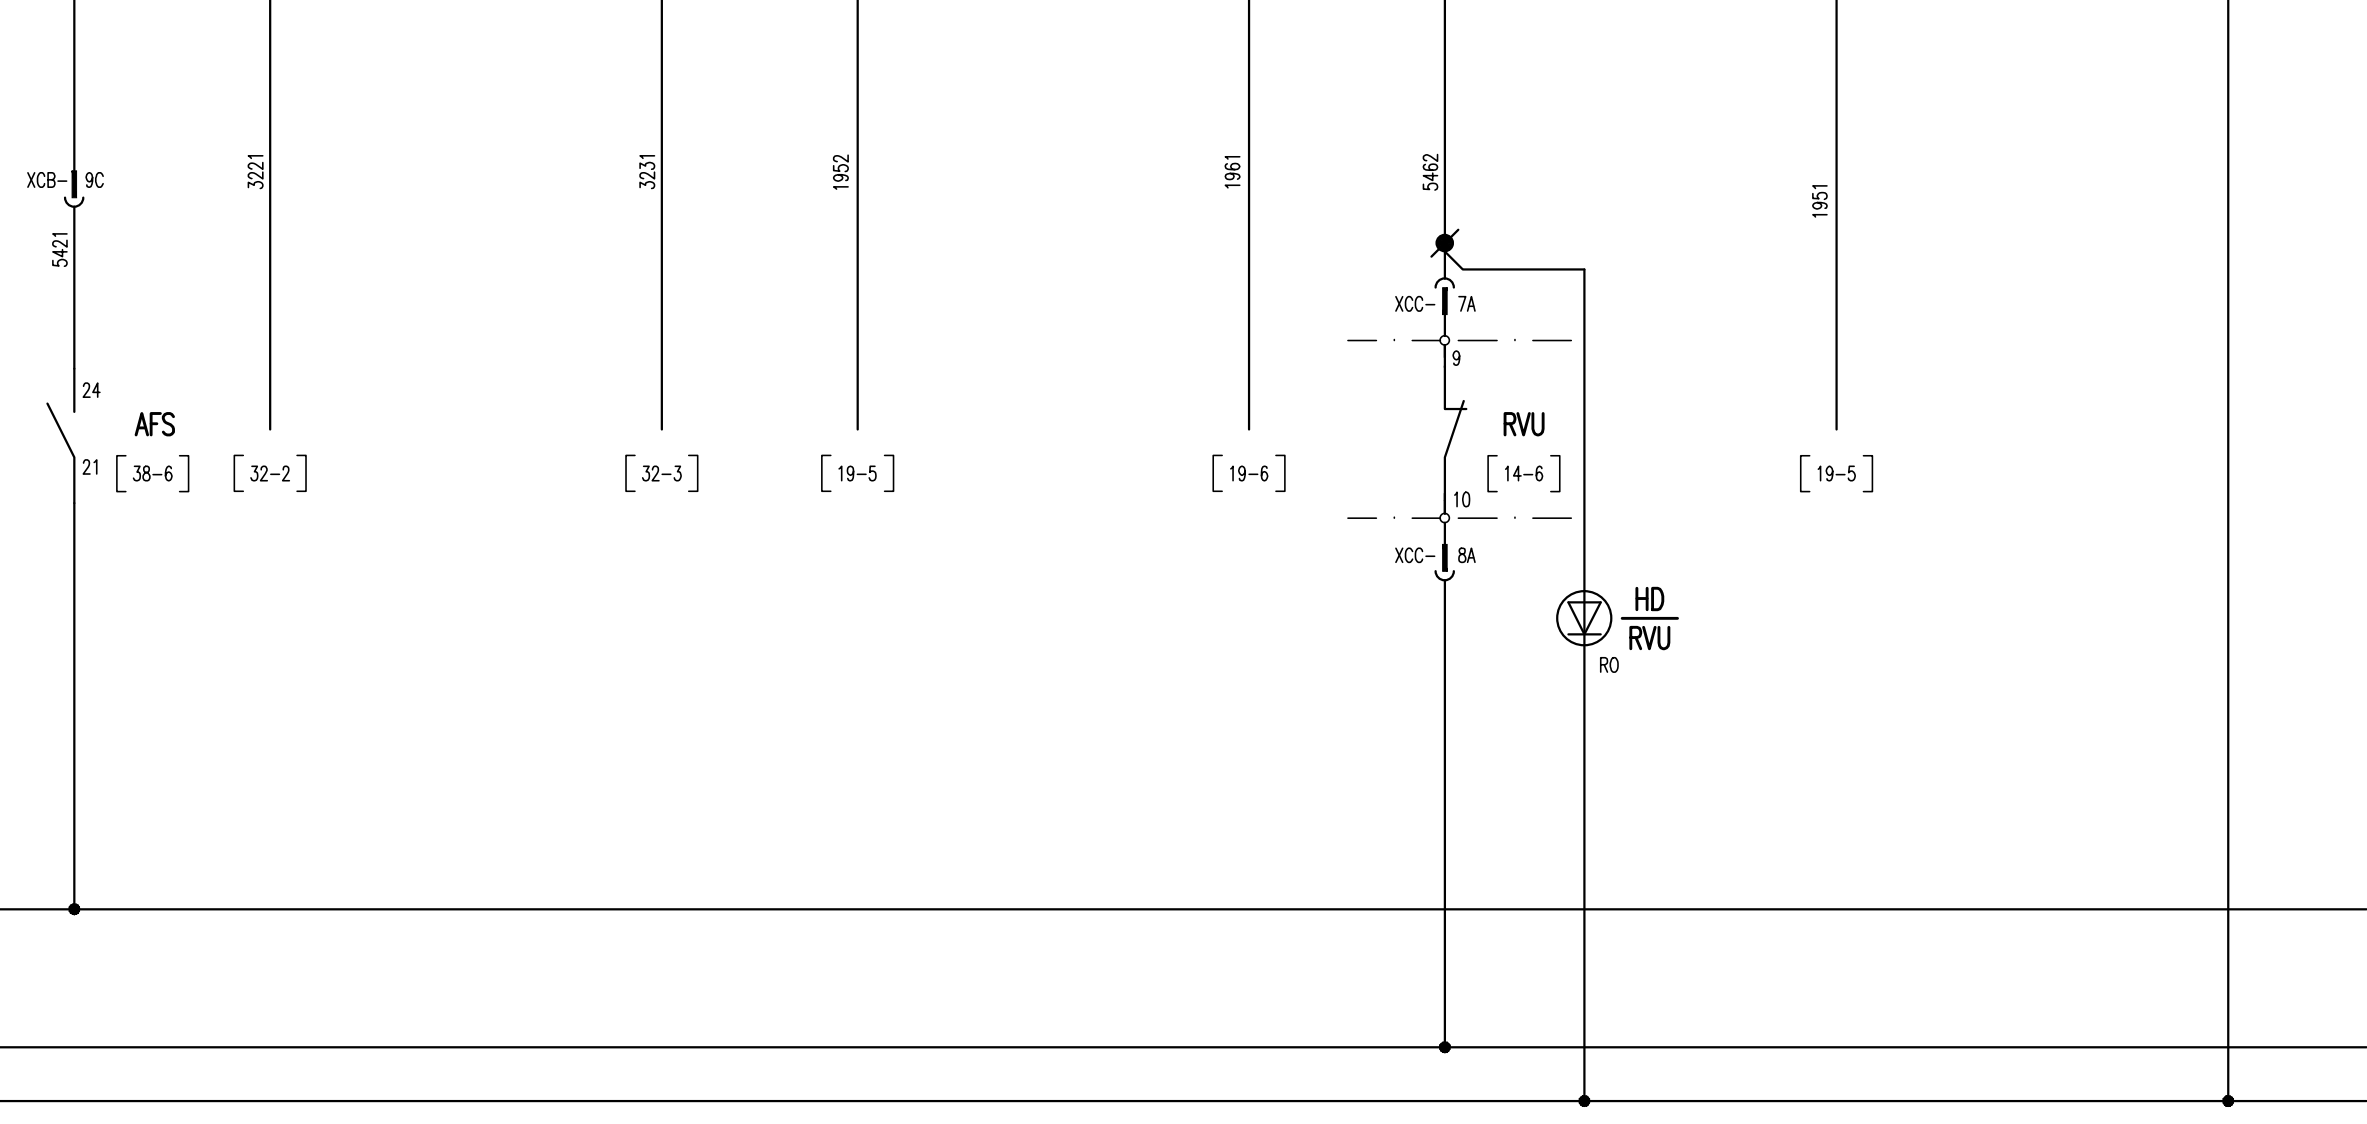 3221
3231
1952
1961
5462
1951
XCB- 9C
5421
XCC- 7A
9
24
AFS
21
[38-6]
[32-2]
[32-3]
[19-5]
[19-6]
RVU
[14-6]
[19-5]
10
XCC- 8A
HD
RVU
RO